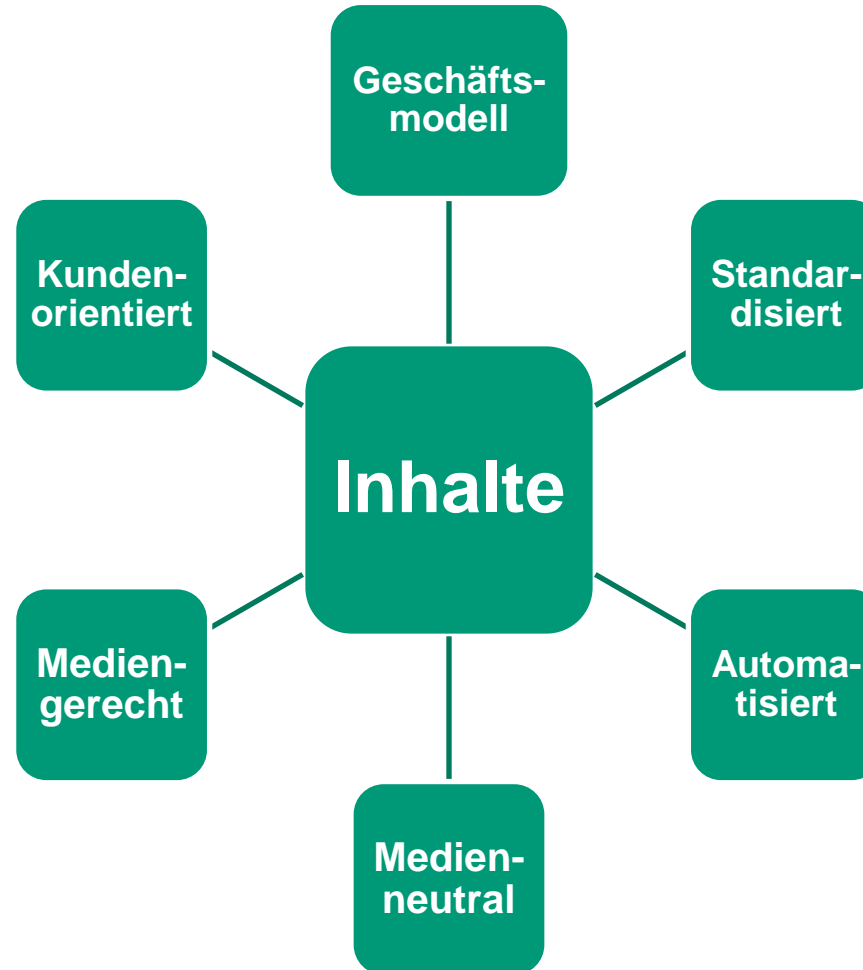 Geschäfts-
modell
Kunden-
orientiert
Standar-
disiert
Inhalte
Medien-
gerecht
Automa-
tisiert
Medien-
neutral